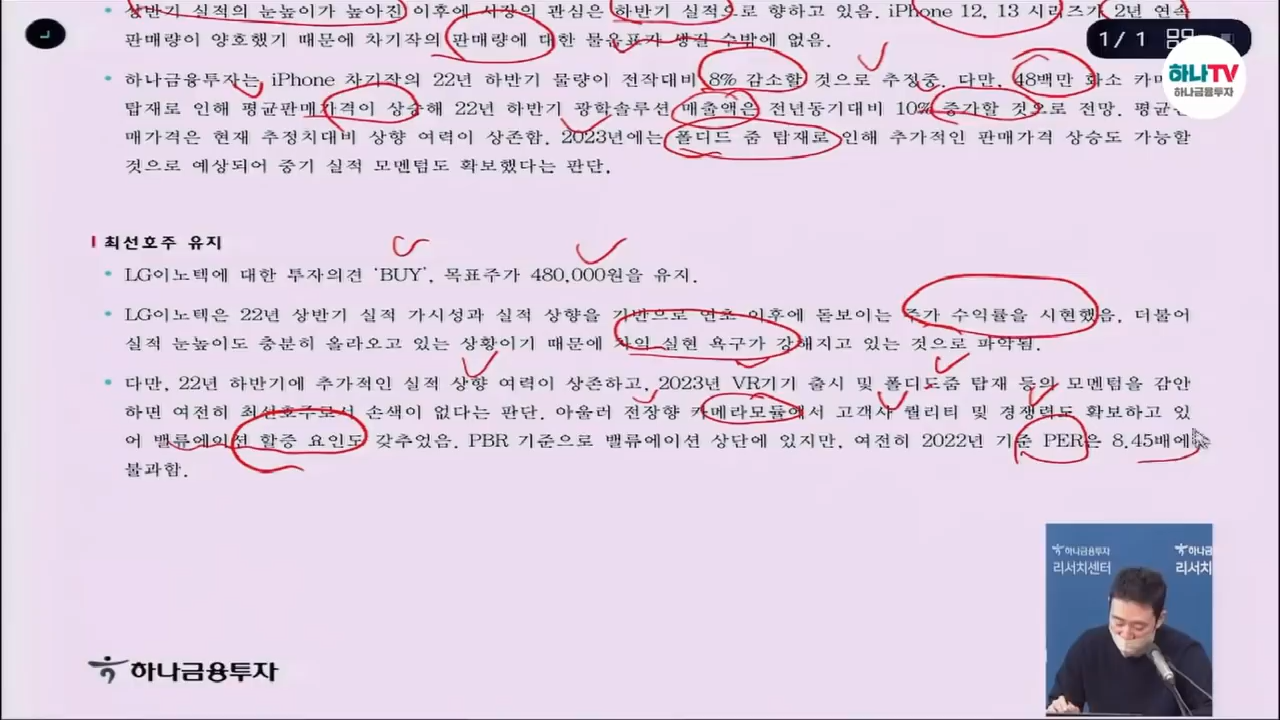 상반기 실적의 눈높이가 높아진 이후에 시장의 관심은 하반기 실적으로 향하고 있음. iPhone 12, 13 시리즈가 2년 연속
판매량이 양호했기 때문에 차기작의 판매량에 대한 물음표가 생길 수밖에 없음.
1/1
하나TV
하나금융투자
하나금융투자는 iPhone 차기작의 22년 하반기 물량이 전작대비 8% 감소할 것으로 추정중. 다만, 48백만 화소
탑재로 인해 평균판매가격이 상승해 22년 하반기 광학솔루션 매출액은 전년동기대비 10% 증가할 것으로 전망.
매가격은 현재 추정치대비 상향 여력이 상존함. 2023년에는 폴디드 줌 탑재로 인해 추가적인 판매가격 상승도 가능할
것으로 예상되어 중기 실적 모멘텀도 확보했다는 판단.
최선호주 유지
LG이노텍에 대한 투자의견 'BUY', 목표주가 480,000원을 유지.
LG이노텍은 22년 상반기 실적 가시성과 실적 상향을 기반으로 연초 이후에 돋보이는 주가 수익률을 시현했음. 더불어
실적 눈높이도 충분히 올라오고 있는 상황이기 때문에 차익 실현 욕구가 강해지고 있는 것으로 파악됨.
다만, 22년 하반기에 추가적인 실적 상향 여력이 상존하고, 2023년 VR기기 출시 및 폴디드줌 탑재 등의 모멘텀을 감안
하면 여전히 최선호주로서 손색이 없다는 판단. 아울러 전장향 카메라모듈에서 고객사 퀄리티 및 경쟁력도 확보하고 있
어 밸류에이션 할증 요인도 갖추었음. PBR 기준으로 밸류에이션 상단에 있지만, 여전히 2022년 기준 PER은 8.45배에
불과함.
하나금융투자
리서치센터
하나금
리서치
하나금융투자